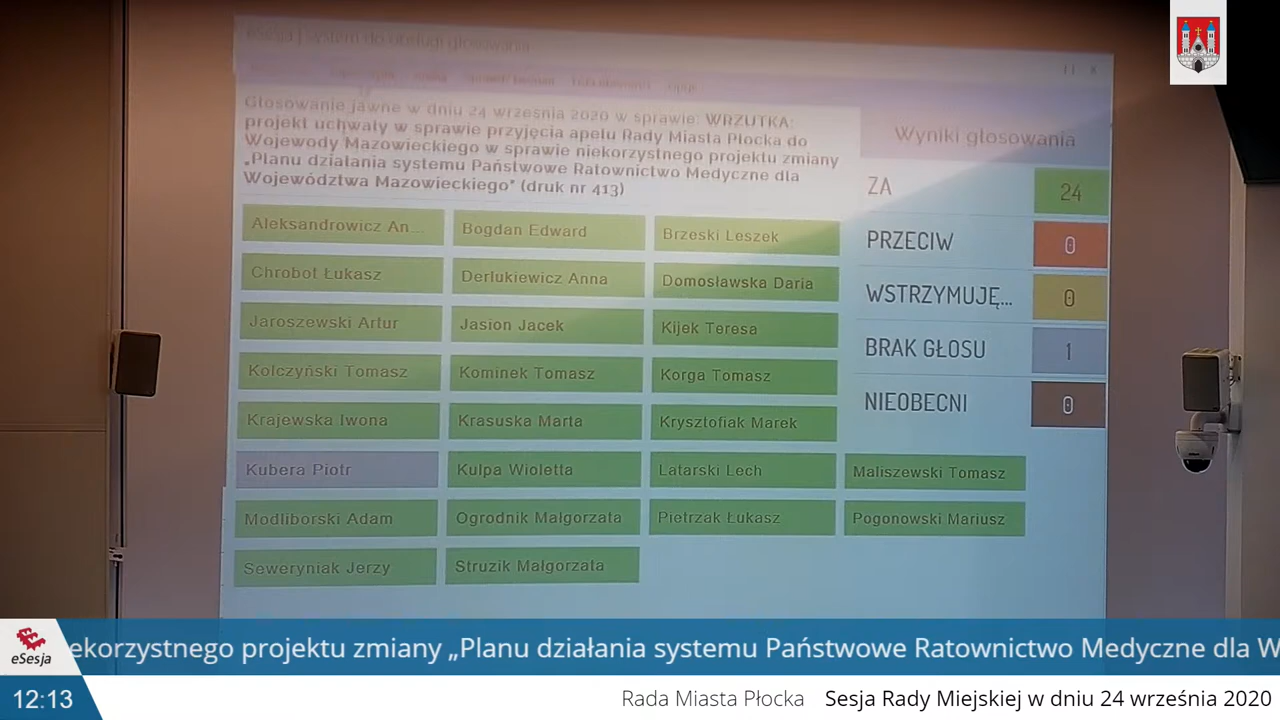 eSesja | System do obsługi głosowania
Głosowanie jawne w dniu 24 września 2020 w sprawie: WRZUTKA:
projekt uchwały w sprawie przyjęcia apelu Rady Miasta Płocka do
Wojewody Mazowieckiego w sprawie niekorzystnego projektu zmiany
„Planu działania systemu Państwowe Ratownictwo Medyczne dla
Województwa Mazowieckiego" (druk nr 413)
Wyniki głosowania
ZA 24
PRZECIW 0
WSTRZYMUJĘ... 0
BRAK GŁOSU 1
NIEOBECNI 0
Aleksandrowicz An... Bogdan Edward Brzeski Leszek
Chrobot Łukasz Derlukiewicz Anna Domosławska Daria
Jaroszewski Artur Jasion Jacek Kijek Teresa
Kolczyński Tomasz Kominek Tomasz Korga Tomasz
Krajewska Iwona Krasuska Marta Krysztofiak Marek
Kubera Piotr Kulpa Wioletta Latarski Lech Maliszewski Tomasz
Modliborski Adam Ogrodnik Małgorzata Pietrzak Łukasz Pogonowski Mariusz
Seweryniak Jerzy Struzik Małgorzata
eSesja
ekorzystnego projektu zmiany „Planu działania systemu Państwowe Ratownictwo Medyczne dla W
12:13
Rada Miasta Płocka Sesja Rady Miejskiej w dniu 24 września 2020